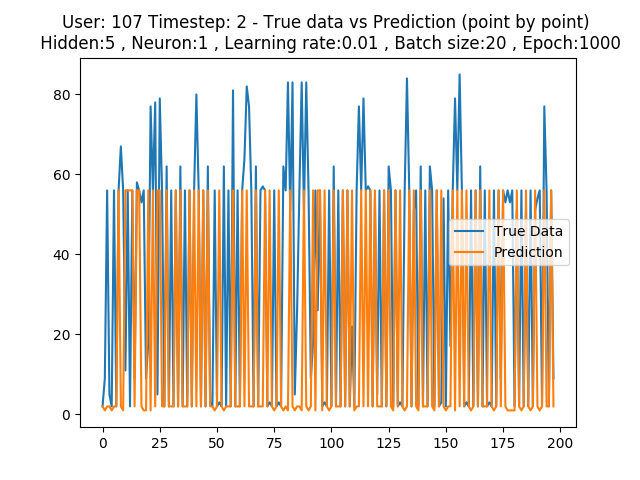 User: 107 Timestep: 2 - True data vs Prediction (point by point)
Hidden:5 , Neuron:1 , Learning rate:0.01 , Batch size:20 , Epoch:1000
80
60
40
20
0
True Data
Prediction
0 25 50 75 100 125 150 175 200